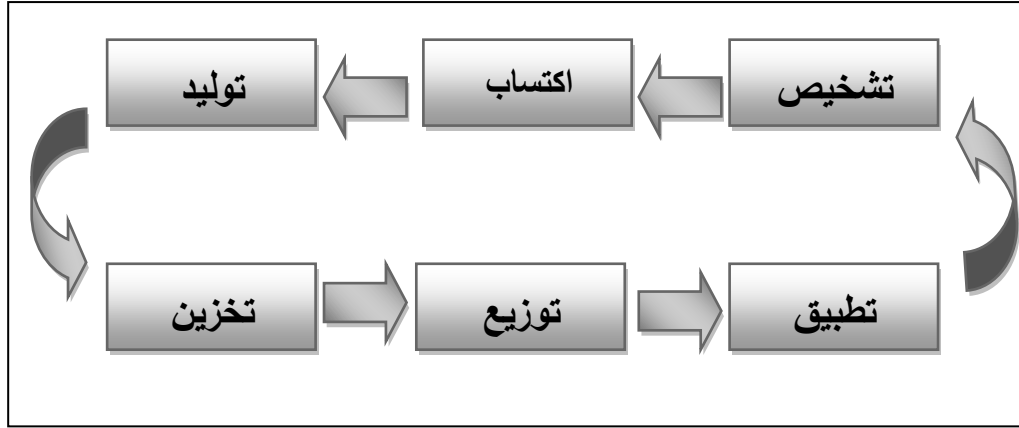 تشخيص
اكتساب
توليد
تخزين
توزيع
تطبيق